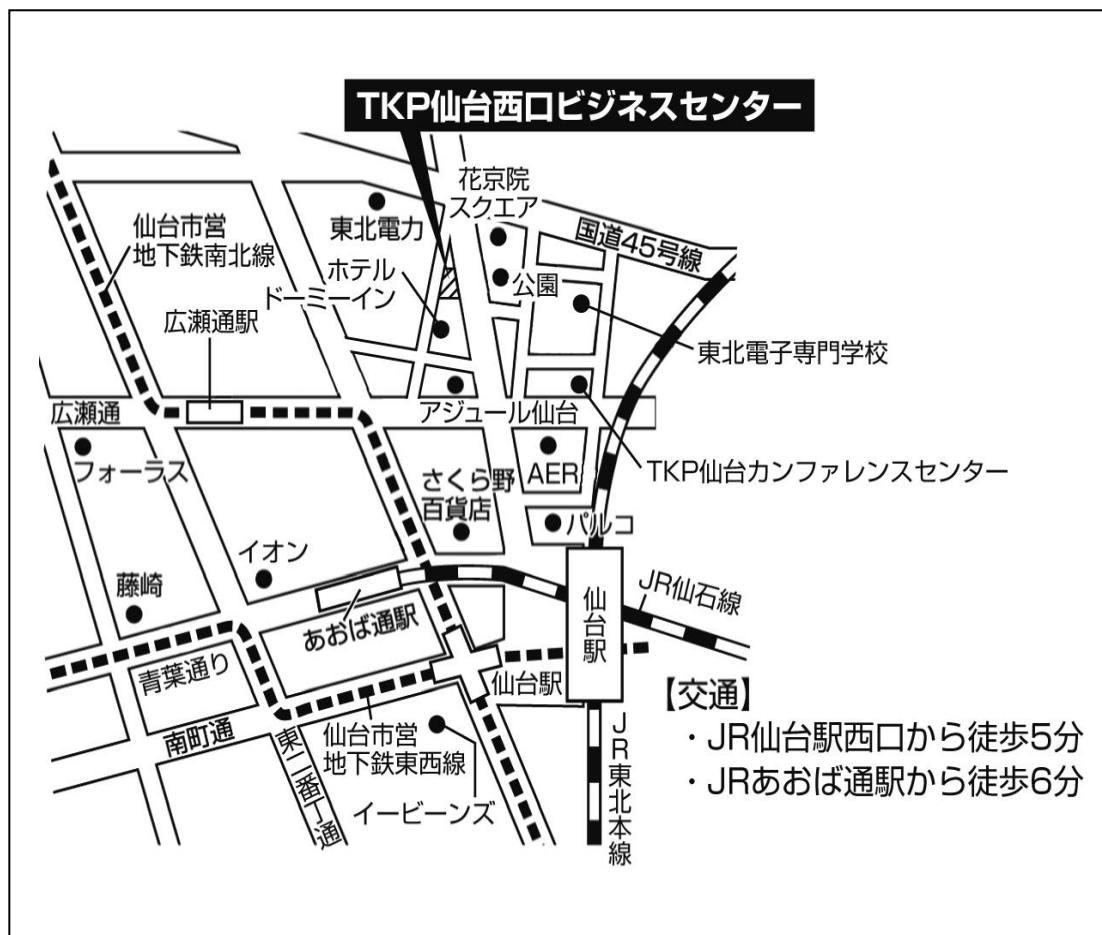 TKP仙台西口ビジネスセンター
花京院
スクエア
国道45号線
東北電力
仙台市営
地下鉄南北線
ホテル
ドーミーイン
公園
広瀬通駅
東北電子専門学校
広瀬通
アジュール仙台
フォーラス
さくら野
百貨店
AER
TKP仙台カンファレンスセンター
パルコ
イオン
藤崎
あおば通駅
仙台駅
JR仙石線
青葉通り
仙台駅
南町通
東二番丁通
仙台市営
地下鉄東西線
イービーンズ
JR東北本線
【交通】
・JR仙台駅西口から徒歩5分
・JRあおば通駅から徒歩6分